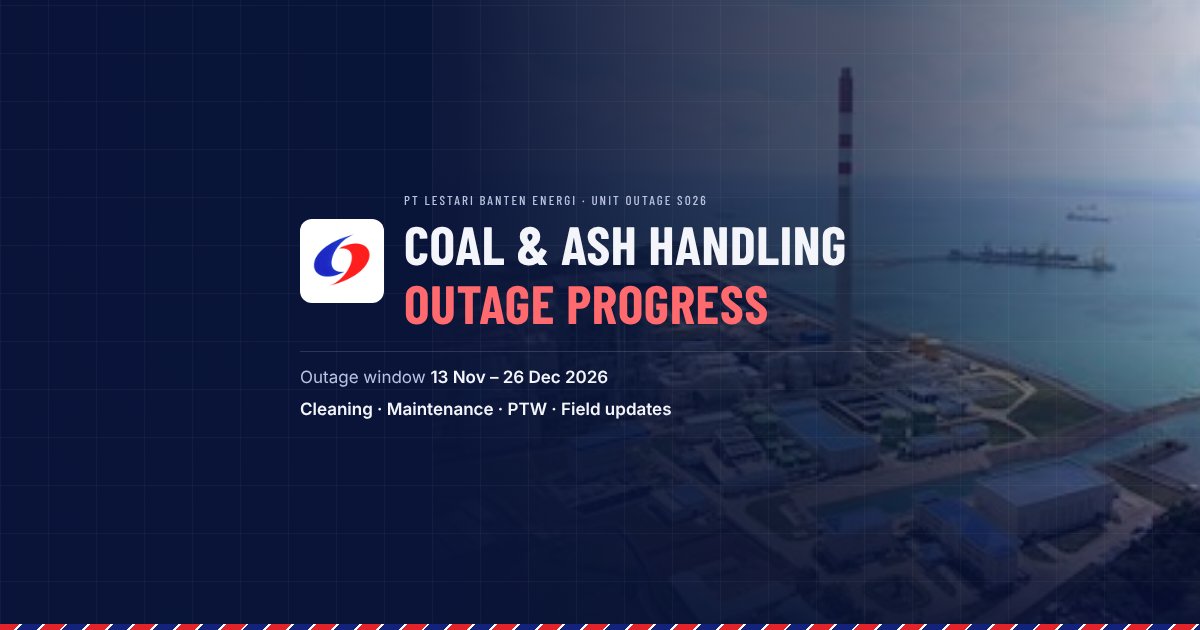 PT LESTARI BANTEN ENERGI · UNIT OUTAGE SO26
COAL & ASH HANDLING
OUTAGE PROGRESS
Outage window 13 Nov – 26 Dec 2026
Cleaning · Maintenance · PTW · Field updates